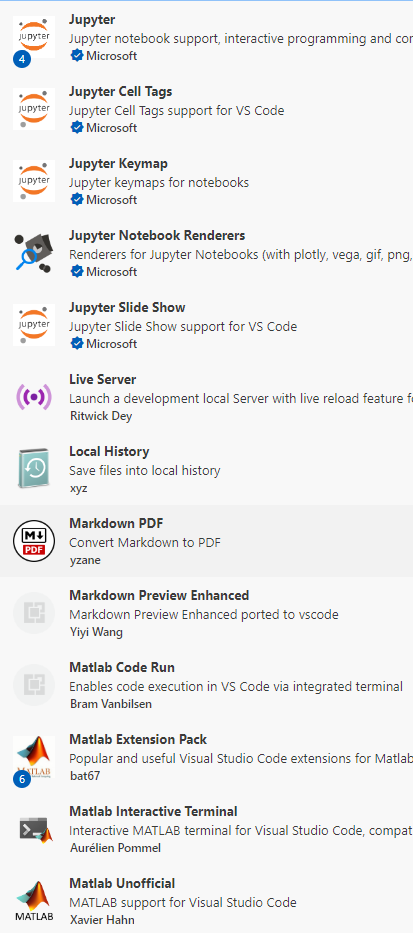 Jupyter
Jupyter notebook support, interactive programming and
Microsoft
4
Jupyter Cell Tags
Jupyter Cell Tags support for VS Code
Microsoft
Jupyter Keymap
Jupyter keymaps for notebooks
Microsoft
Jupyter Notebook Renderers
Renderers for Jupyter Notebooks (with plotly, vega, gif, png,
Microsoft
Jupyter Slide Show
Jupyter Slide Show support for VS Code
Microsoft
Live Server
Launch a development local Server with live reload feature
Ritwick Dey
Local History
Save files into local history
xyz
Markdown PDF
Convert Markdown to PDF
yzane
Markdown Preview Enhanced
Markdown Preview Enhanced ported to vscode
Yiyi Wang
Matlab Code Run
Enables code execution in VS Code via integrated terminal
Bram Vanbilsen
Matlab Extension Pack
Popular and useful Visual Studio Code extensions for Matlab
bat67
6
Matlab Interactive Terminal
Interactive MATLAB terminal for Visual Studio Code, compat
Aurélien Pommel
Matlab Unofficial
MATLAB support for Visual Studio Code
Xavier Hahn
jupyter
jupyter
jupyter
jupyter
M
PDF
MATLAB
MATLAB